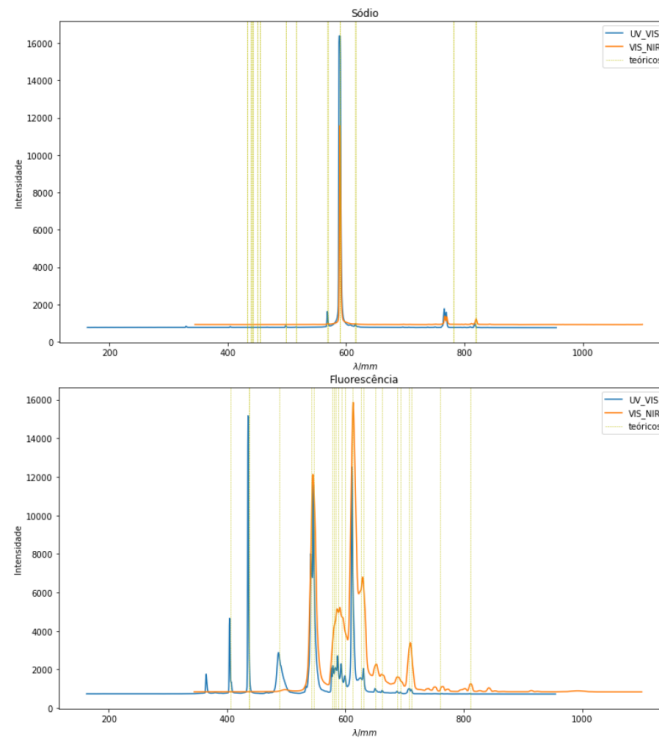 Sódio
16000
14000
12000
10000
8000
6000
4000
2000
0
Intensidade
200
400
600
800
1000
λ/mm
UV_VIS
VIS_NIR
teóricos
Fluorescência
16000
14000
12000
10000
8000
6000
4000
2000
0
Intensidade
200
400
600
800
1000
λ/mm
UV_VIS
VIS_NIR
teóricos